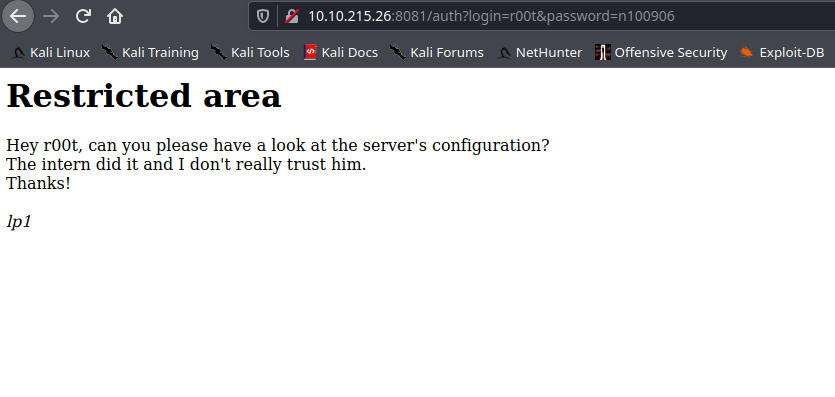 10.10.215.26:8081/auth?login=r00t&password=n100906
Kali Linux Kali Training Kali Tools Kali Docs Kali Forums NetHunter Offensive Security Exploit-DB
Restricted area
Hey r00t, can you please have a look at the server's configuration?
The intern did it and I don't really trust him.
Thanks!
lp1